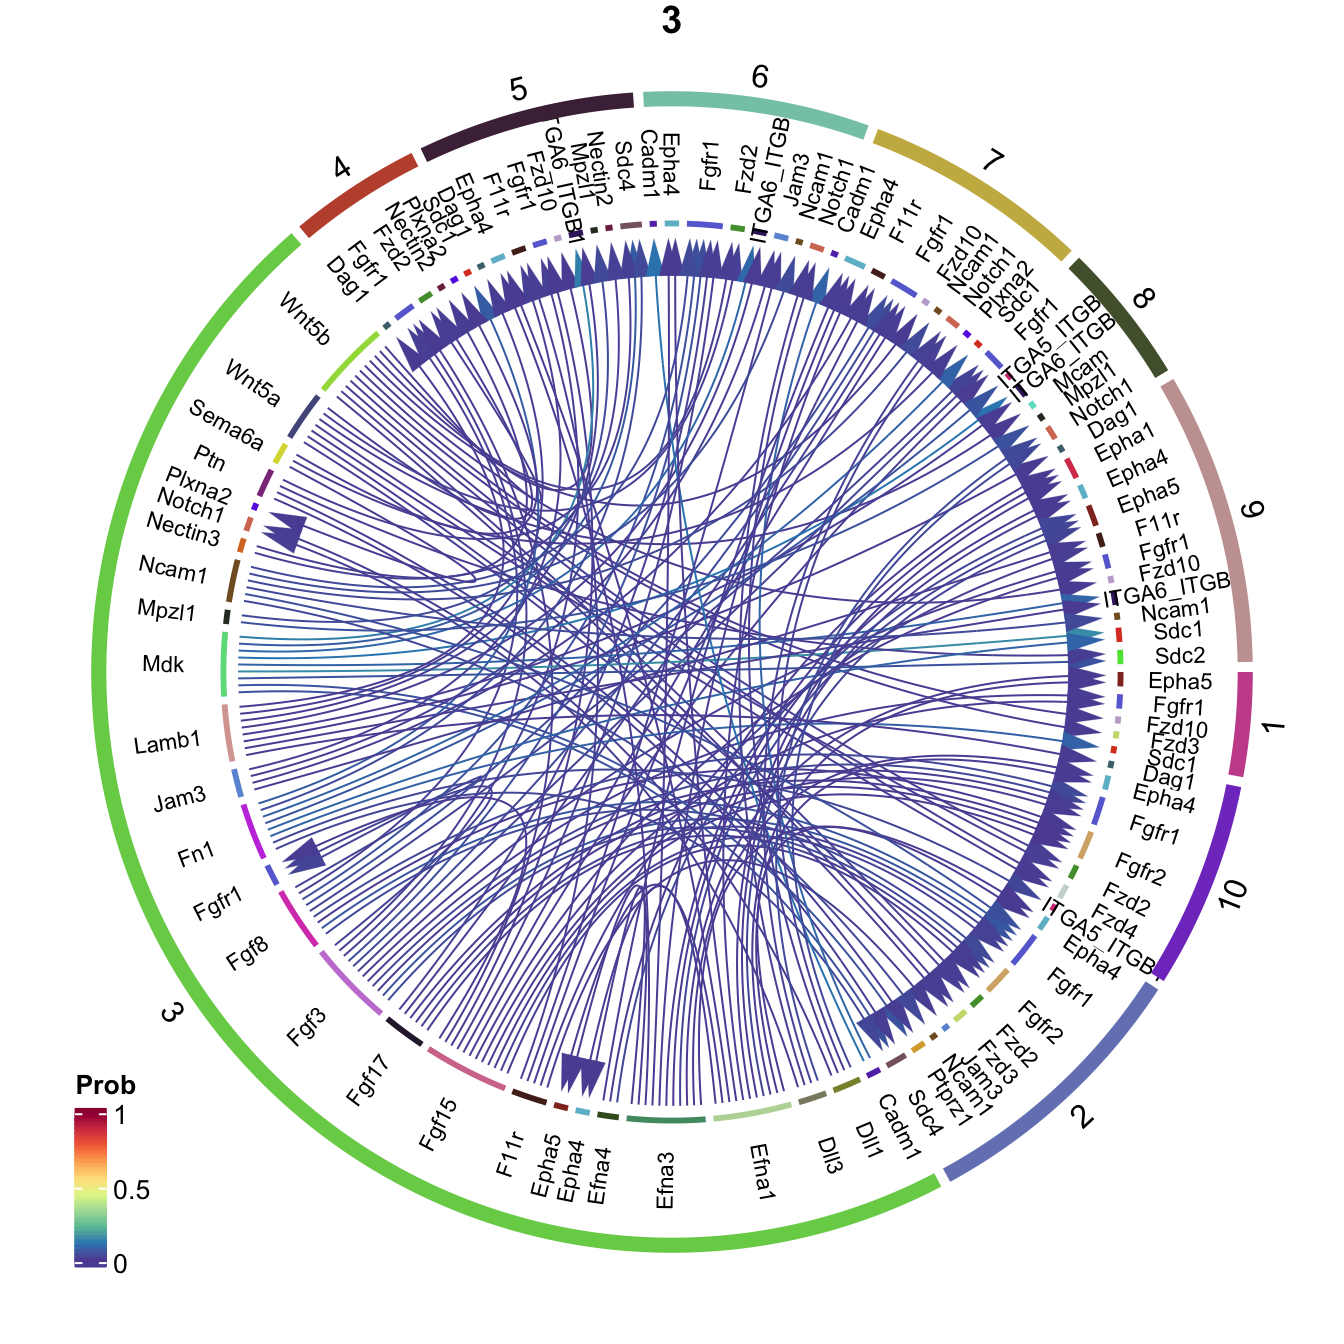 3
5
6
4
7
8
9
1
10
2
3
Dag1
Fgfr1
Fzd2
Nectin2
Plxna2
Sdc1
Dag1
Epha4
F11r
Fgfr1
Fzd10
TGA6_ITGB1
Mpzl1
Nectin2
Sdc4
Cadm1
Epha4
Fgfr1
Fzd2
ITGA6_ITGB
Jam3
Ncam1
Notch1
Cadm1
Epha4
F11r
Fgfr1
Fzd10
Ncam1
Notch1
Plxna2
Sdc1
Fgfr1
ITGA5_ITGB
ITGA6_ITGB
Mcam
Mpzl1
Notch1
Dag1
Epha1
Epha4
Epha5
F11r
Fgfr1
Fzd10
ITGA6_ITGB
Ncam1
Sdc1
Sdc2
Epha5
Fgfr1
Fzd10
Fzd3
Sdc1
Dag1
Epha4
Fgfr1
Fgfr2
Fzd2
Fzd4
ITGA5_ITGB1
Epha4
Fgfr1
Fgfr2
Fzd2
Fzd3
Jam3
Ncam1
Ptprz1
Sdc4
Cadm1
Dll1
Dll3
Efna1
Efna3
Efna4
Epha4
Epha5
F11r
Fgf15
Fgf17
Fgf3
Fgf8
Fgfr1
Fn1
Jam3
Lamb1
Mdk
Mpzl1
Ncam1
Nectin3
Notch1
Plxna2
Ptn
Sema6a
Wnt5a
Wnt5b
Prob
1
0.5
0